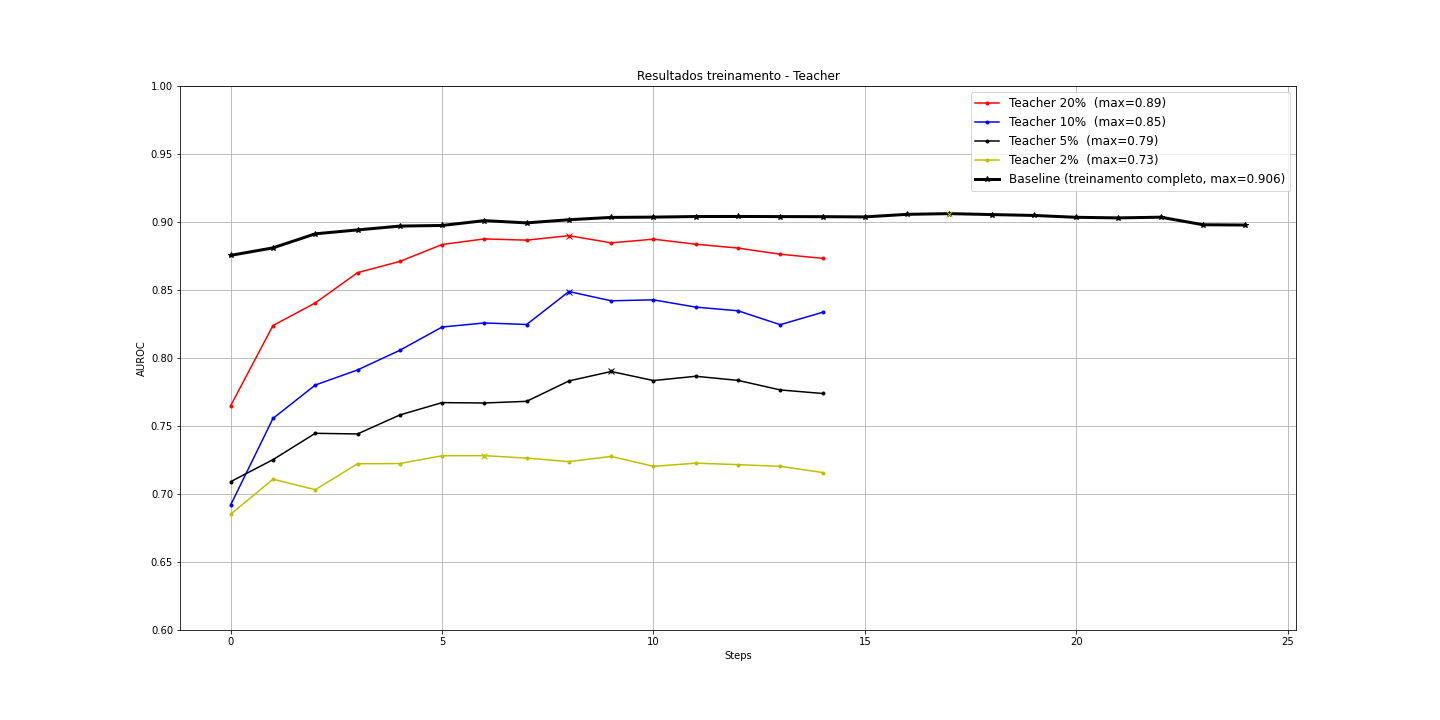 Resultados treinamento - Teacher
1.00
0.95
0.90
0.85
0.80
0.75
0.70
0.65
0.60
AUROC
Teacher 20% (max=0.89)
Teacher 10% (max=0.85)
Teacher 5% (max=0.79)
Teacher 2% (max=0.73)
Baseline (treinamento completo, max=0.906)
0 5 10 15 20 25
Steps